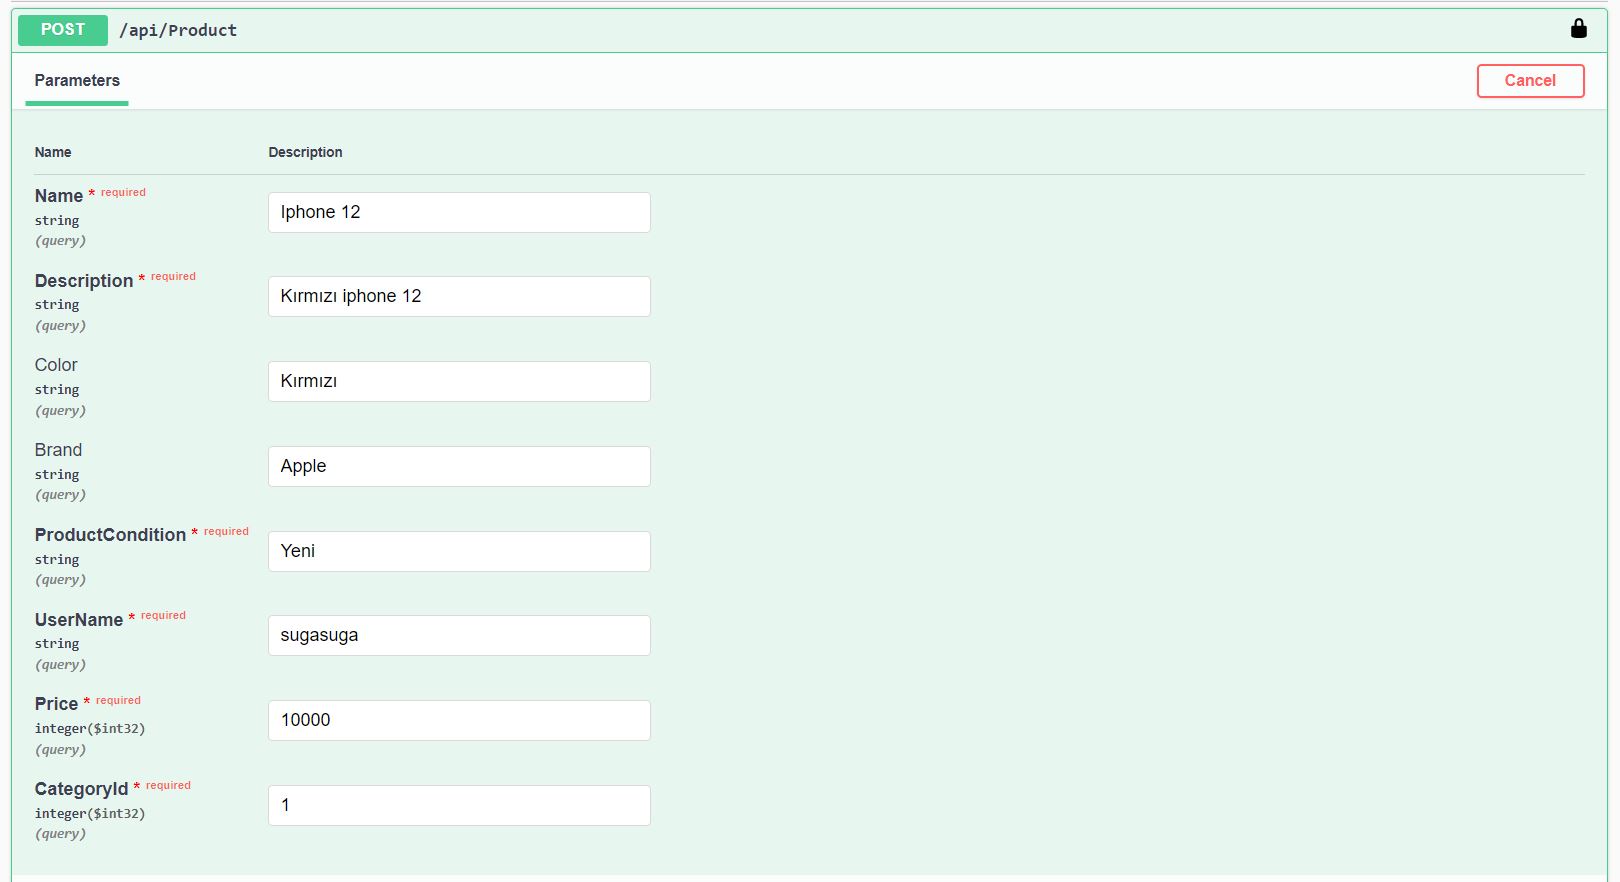 POST /api/Product
Parameters
Cancel
Name Description
Name * required
string
(query)
Iphone 12
Description * required
string
(query)
Kırmızı iphone 12
Color
string
(query)
Kırmızı
Brand
string
(query)
Apple
ProductCondition * required
string
(query)
Yeni
UserName * required
string
(query)
sugasuga
Price * required
integer($int32)
(query)
10000
CategoryId * required
integer($int32)
(query)
1